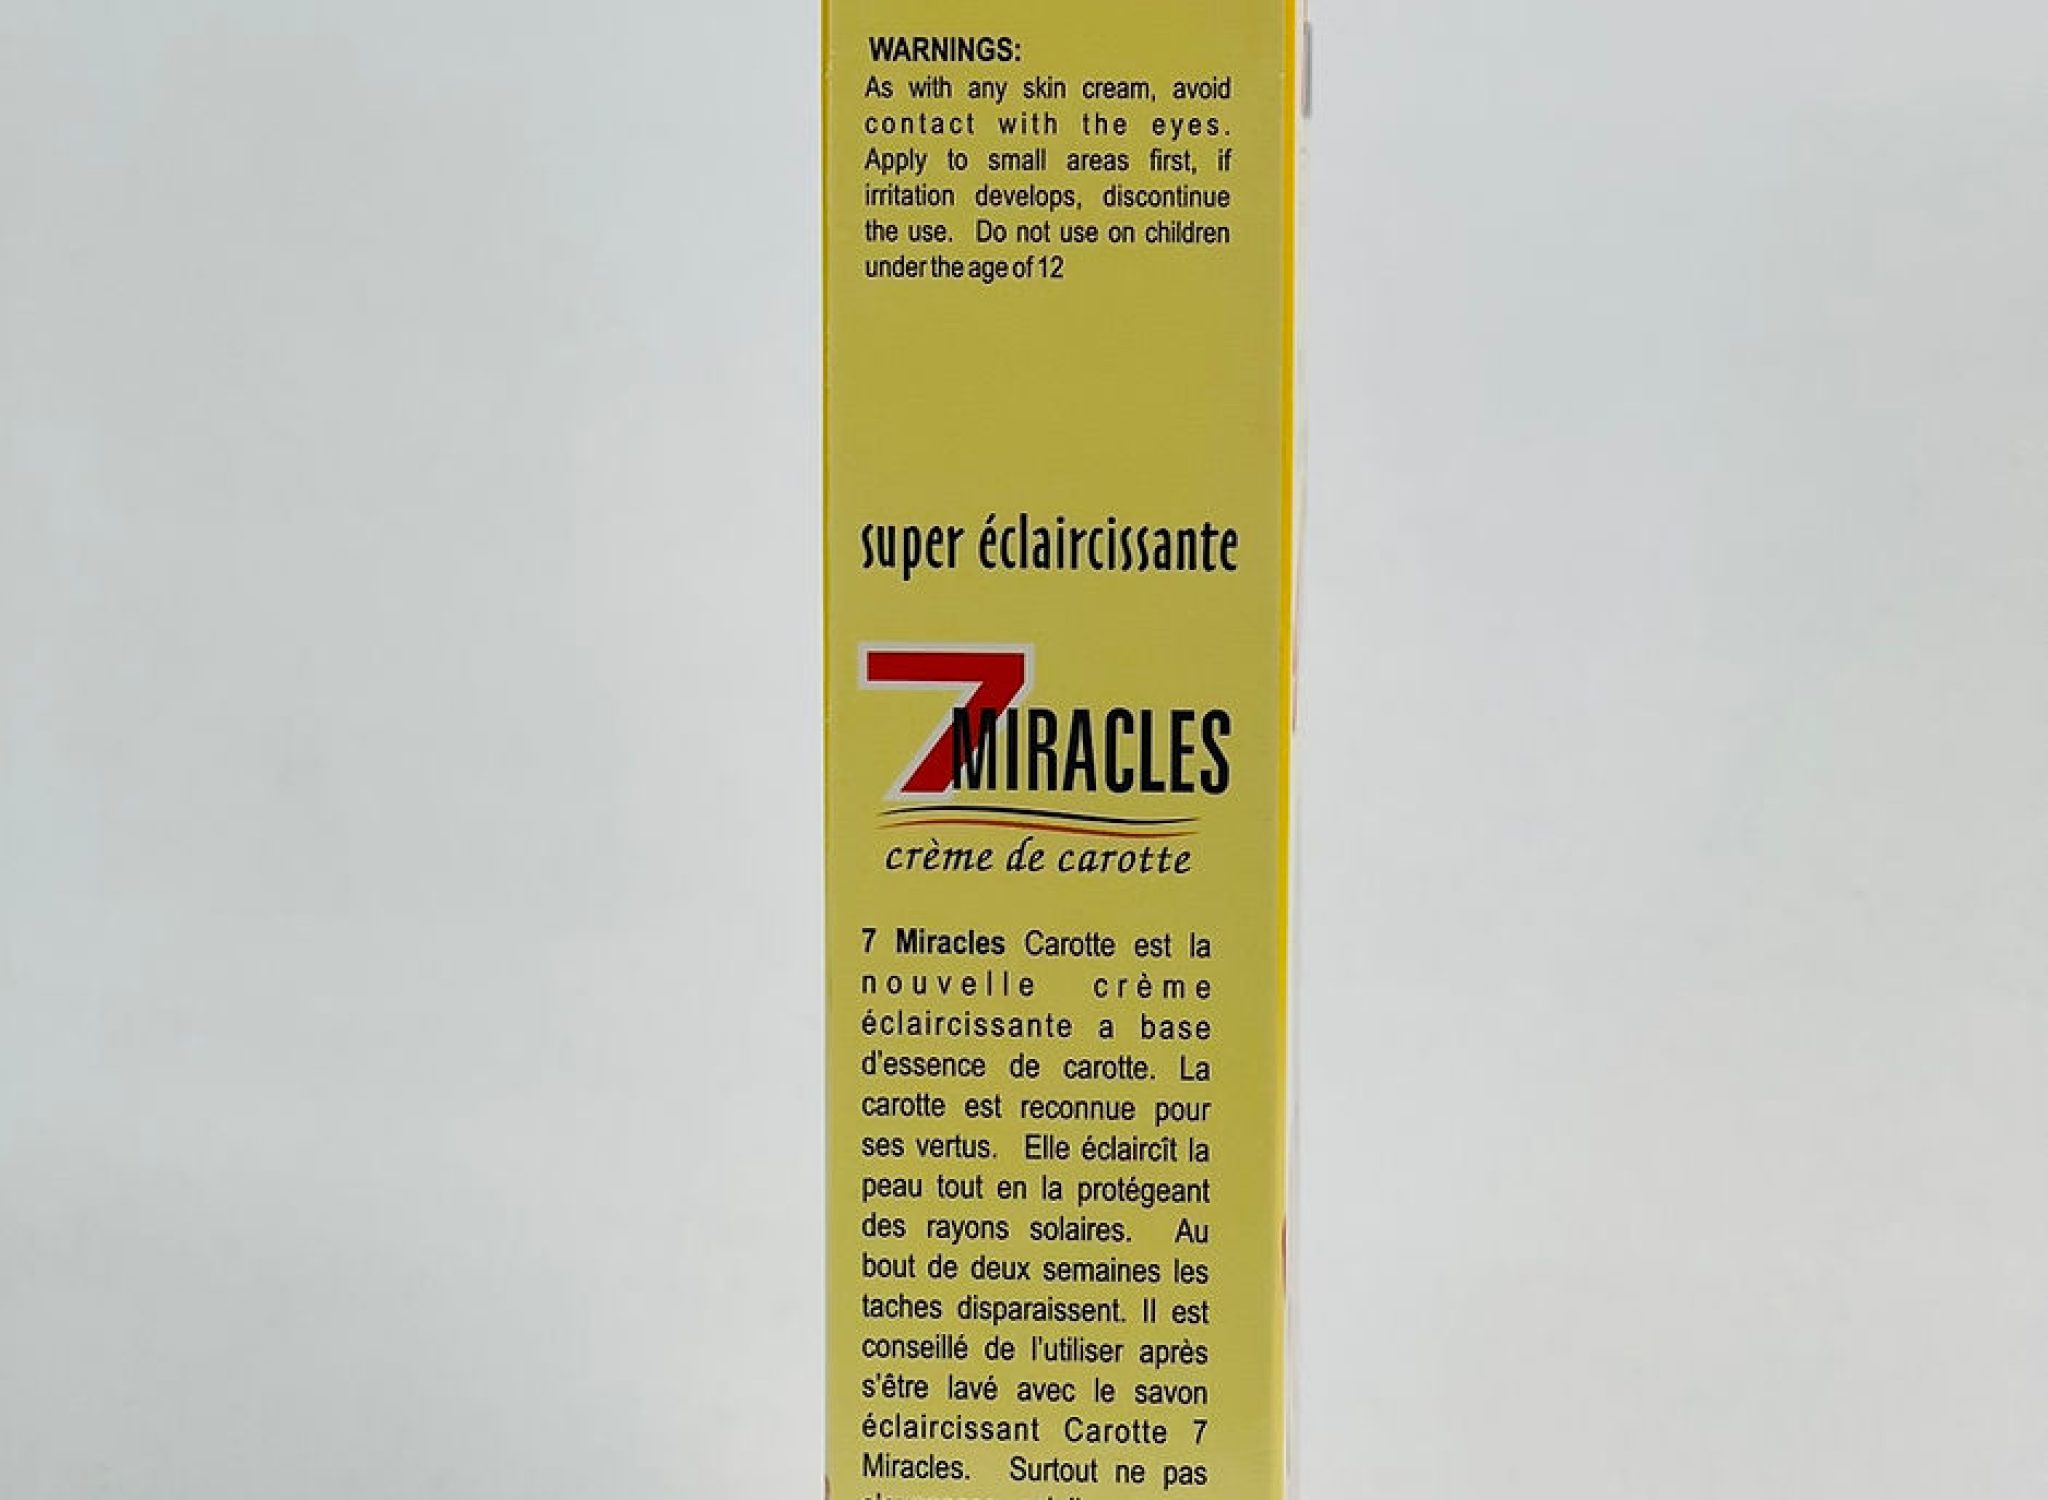 WARNINGS:
As with any skin cream, avoid
contact with the eyes.
Apply to small areas first, if
irritation develops, discontinue
the use. Do not use on children
under the age of 12
super éclaircissante
7 MIRACLES
crème de carotte
7 Miracles Carotte est la
nouvelle crème
éclaircissante a base
d'essence de carotte. La
carotte est reconnue pour
ses vertus. Elle éclaircît la
peau tout en la protégeant
des rayons solaires. Au
bout de deux semaines les
taches disparaissent. Il est
conseillé de l'utiliser après
s'être lavé avec le savon
éclaircissant Carotte 7
Miracles. Surtout ne pas